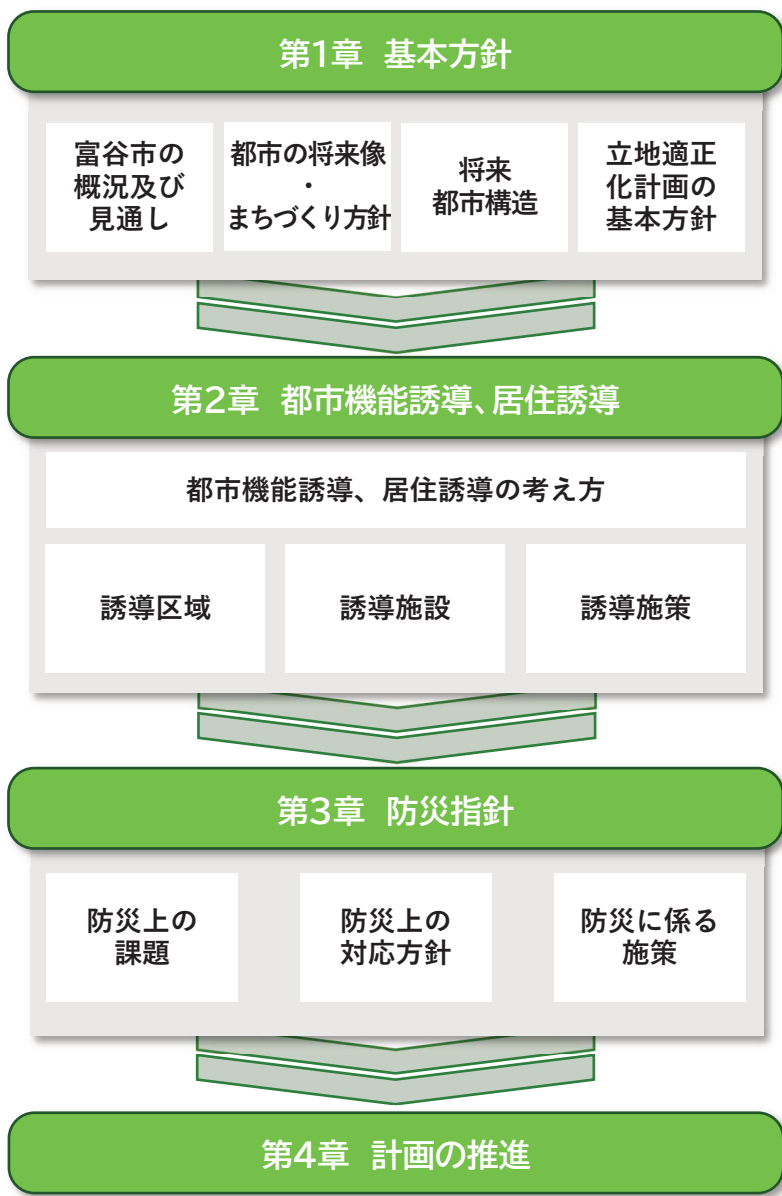 第1章 基本方針
富谷市の
概況及び
見通し
都市の将来像
・
まちづくり方針
将来
都市構造
立地適正
化計画の
基本方針
第2章 都市機能誘導、居住誘導
都市機能誘導、居住誘導の考え方
誘導区域
誘導施設
誘導施策
第3章 防災指針
防災上の
課題
防災上の
対応方針
防災に係る
施策
第4章 計画の推進